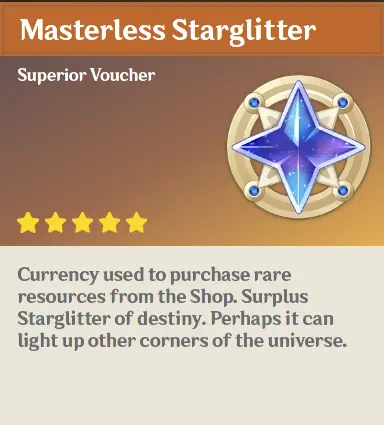 Masterless Starglitter
Superior Voucher
Currency used to purchase rare
resources from the Shop. Surplus
Starglitter of destiny. Perhaps it can
light up other corners of the universe.